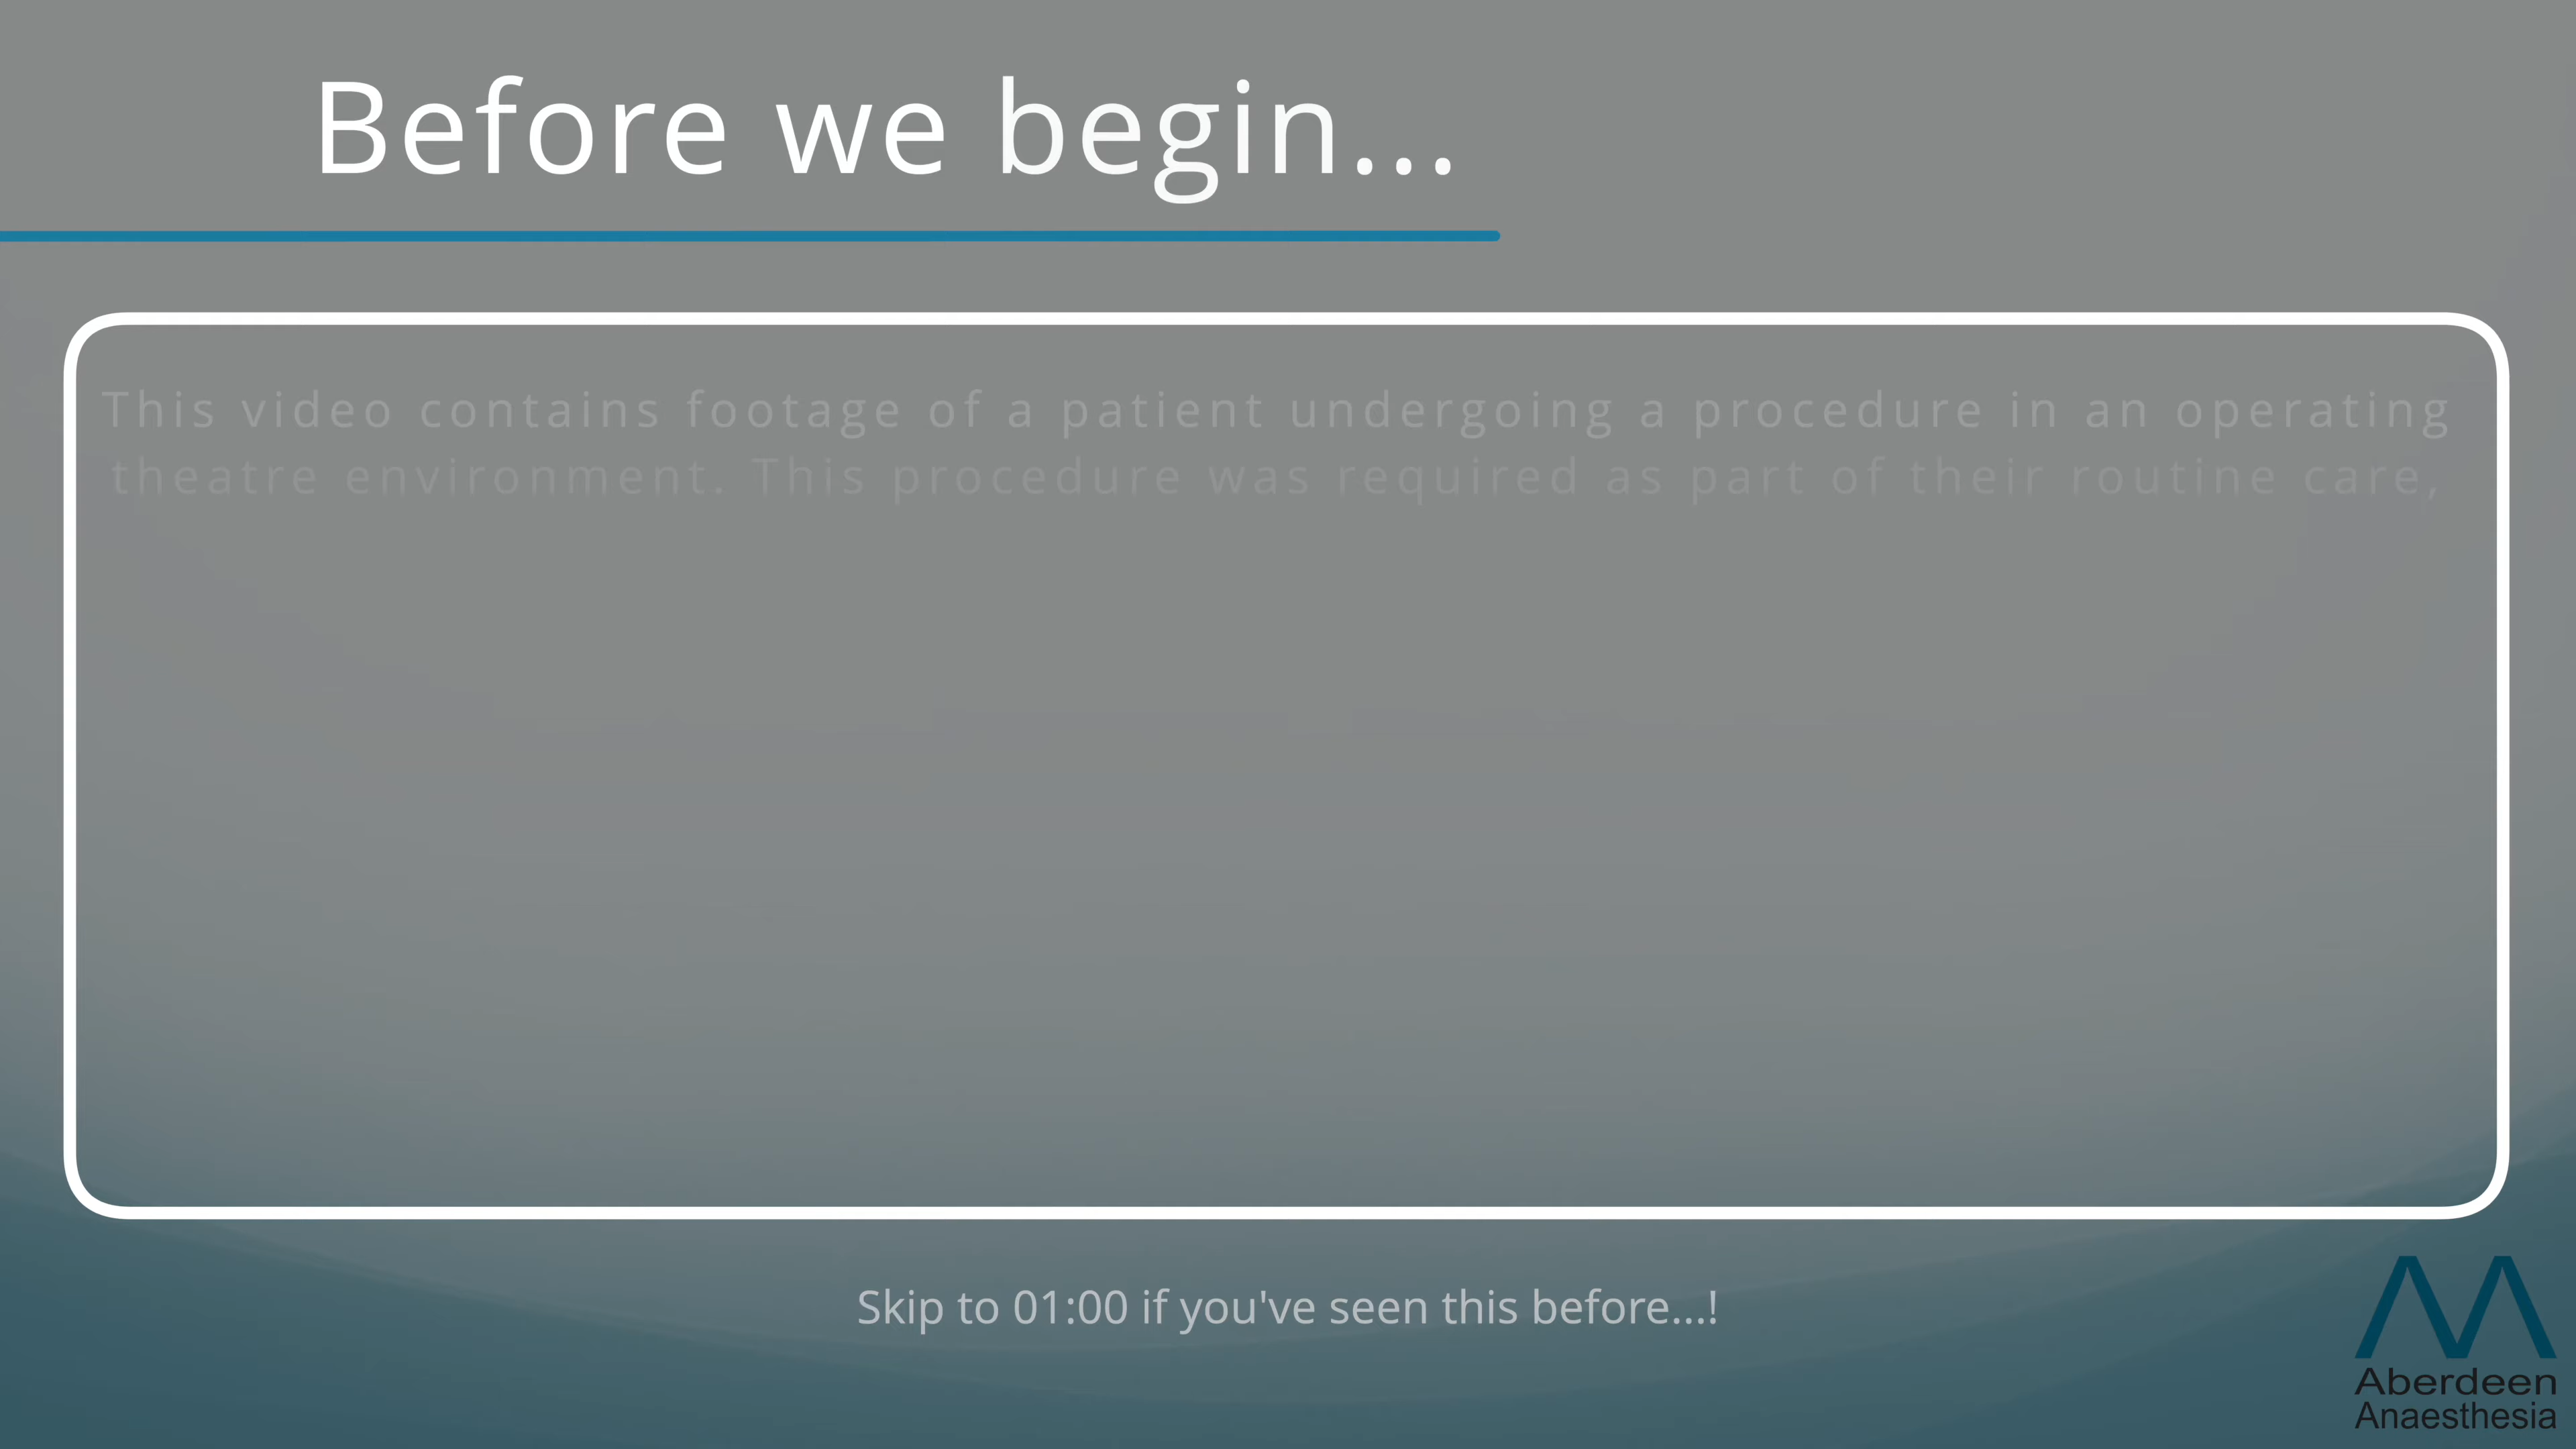 Before we begin...
This video contains footage of a patient undergoing a procedure in an operating
theatre environment. This procedure was required as part of their routine care,
Skip to 01:00 if you've seen this before...!
Aberdeen
Anaesthesia